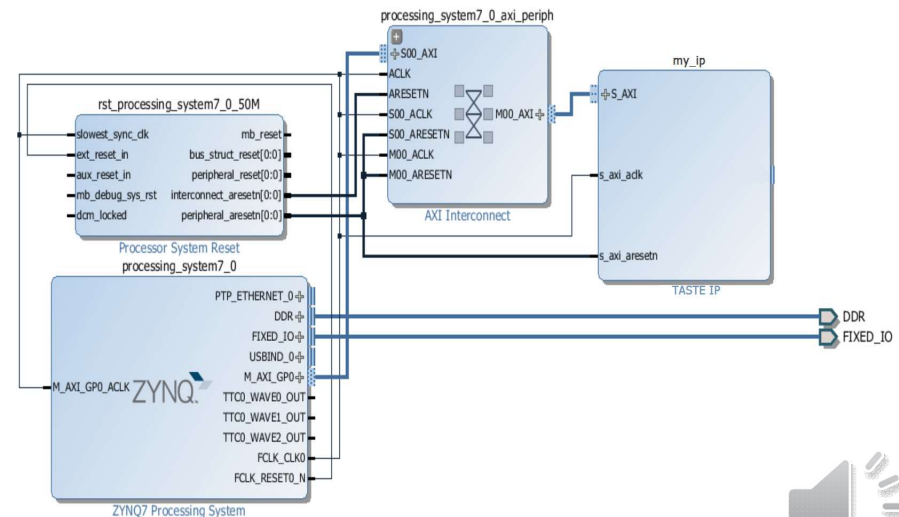 processing_system7_0_axi_periph
S00_AXI
ACLK
ARESETN
S00_ACLK
S00_ARESETN
M00_ACLK
M00_ARESETN
M00_AXI
AXI Interconnect
my_ip
S_AXI
s_axi_aclk
s_axi_aresetn
TASTE IP
rst_processing_system7_0_50M
slowest_sync_clk
ext_reset_in
aux_reset_in
mb_debug_sys_rst
dcm_locked
mb_reset
bus_struct_reset[0:0]
peripheral_reset[0:0]
interconnect_aresetn[0:0]
peripheral_aresetn[0:0]
Processor System Reset
processing_system7_0
M_AXI_GP0_ACLK
ZYNQ
PTP_ETHERNET_0
DDR
FIXED_IO
USBIND_0
M_AXI_GP0
TTC0_WAVE0_OUT
TTC0_WAVE1_OUT
TTC0_WAVE2_OUT
FCLK_CLK0
FCLK_RESET0_N
ZYNQ7 Processing System
DDR
FIXED_IO